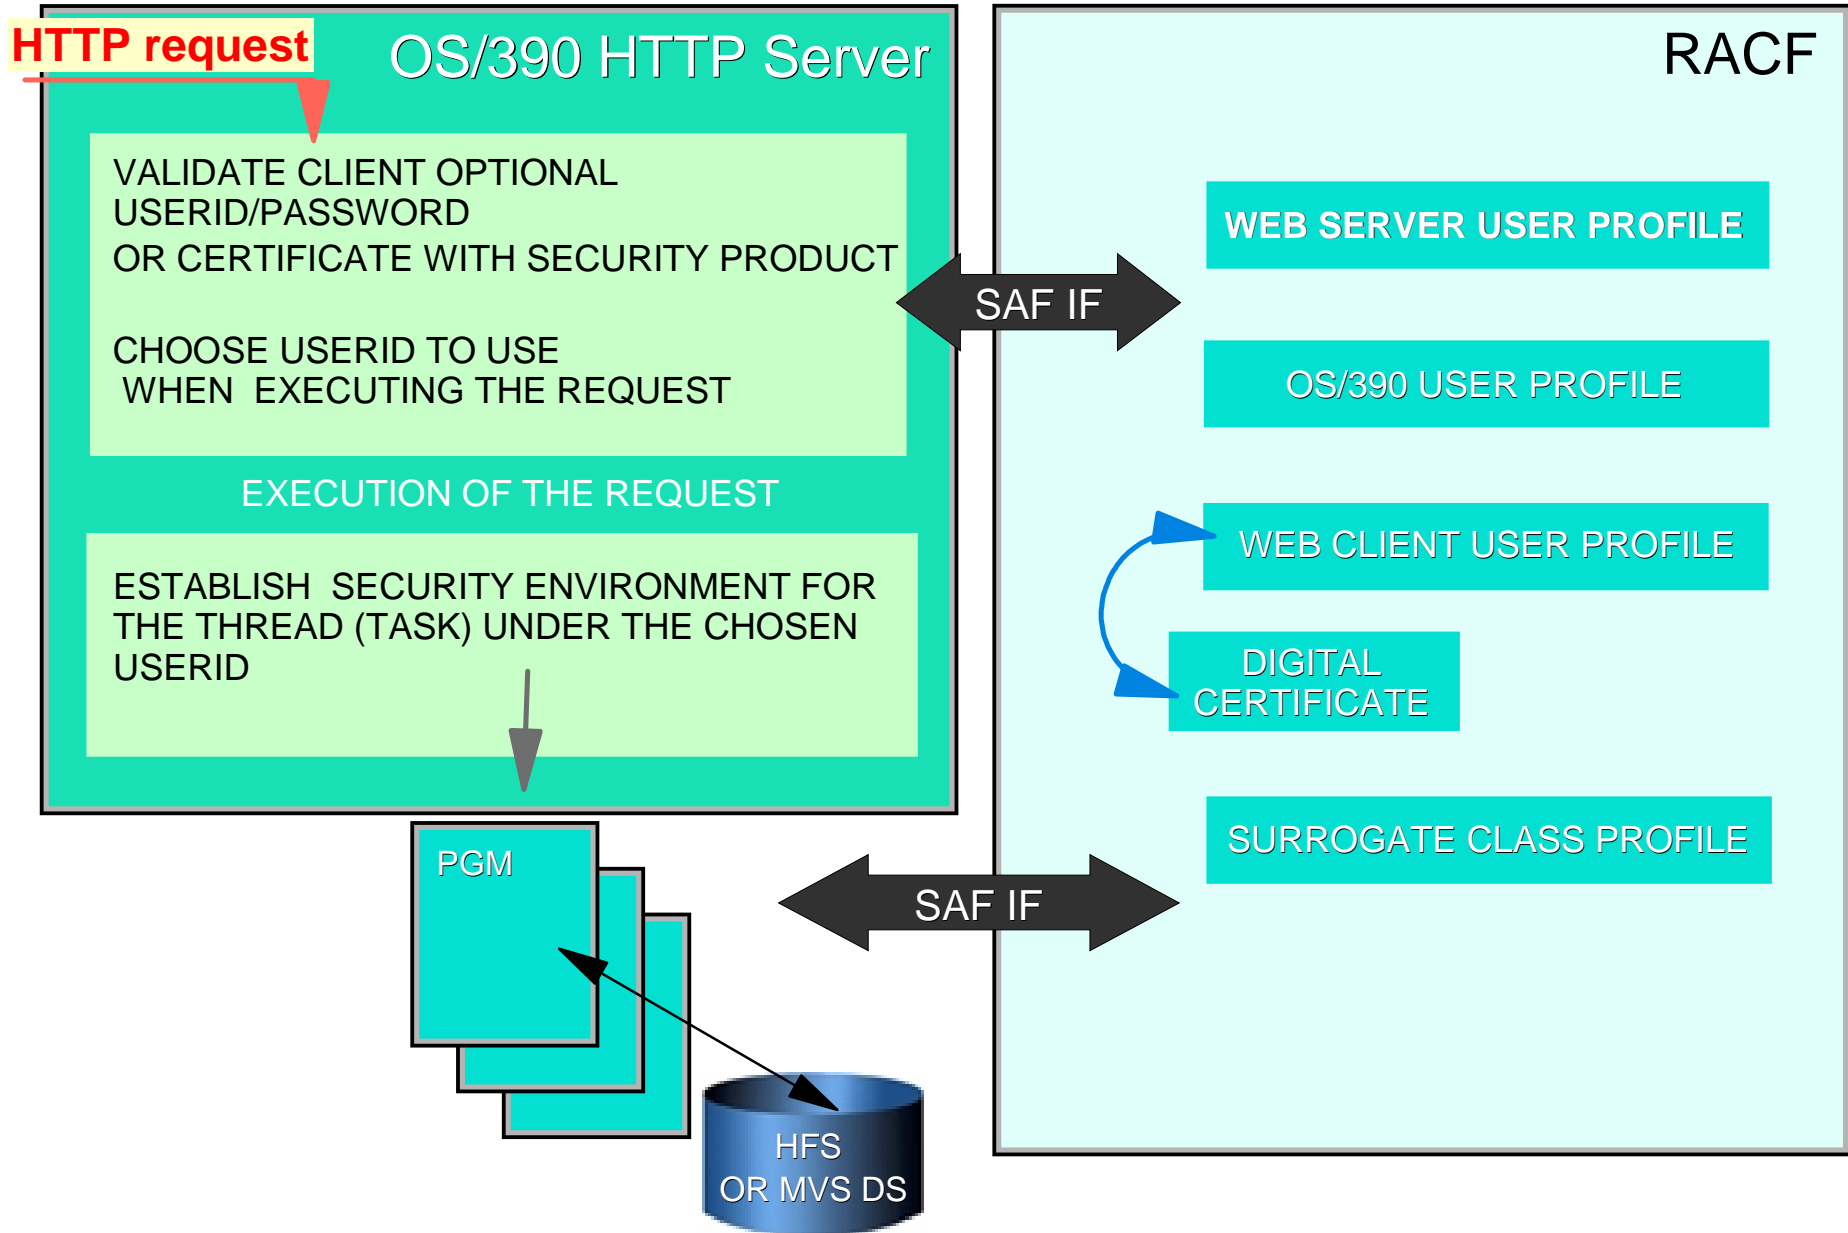 HTTP request
OS/390 HTTP Server
VALIDATE CLIENT OPTIONAL
USERID/PASSWORD
OR CERTIFICATE WITH SECURITY PRODUCT
CHOOSE USERID TO USE
WHEN EXECUTING THE REQUEST
EXECUTION OF THE REQUEST
ESTABLISH SECURITY ENVIRONMENT FOR
THE THREAD (TASK) UNDER THE CHOSEN
USERID
PGM
HFS
OR MVS DS
SAF IF
SAF IF
RACF
WEB SERVER USER PROFILE
OS/390 USER PROFILE
WEB CLIENT USER PROFILE
DIGITAL
CERTIFICATE
SURROGATE CLASS PROFILE